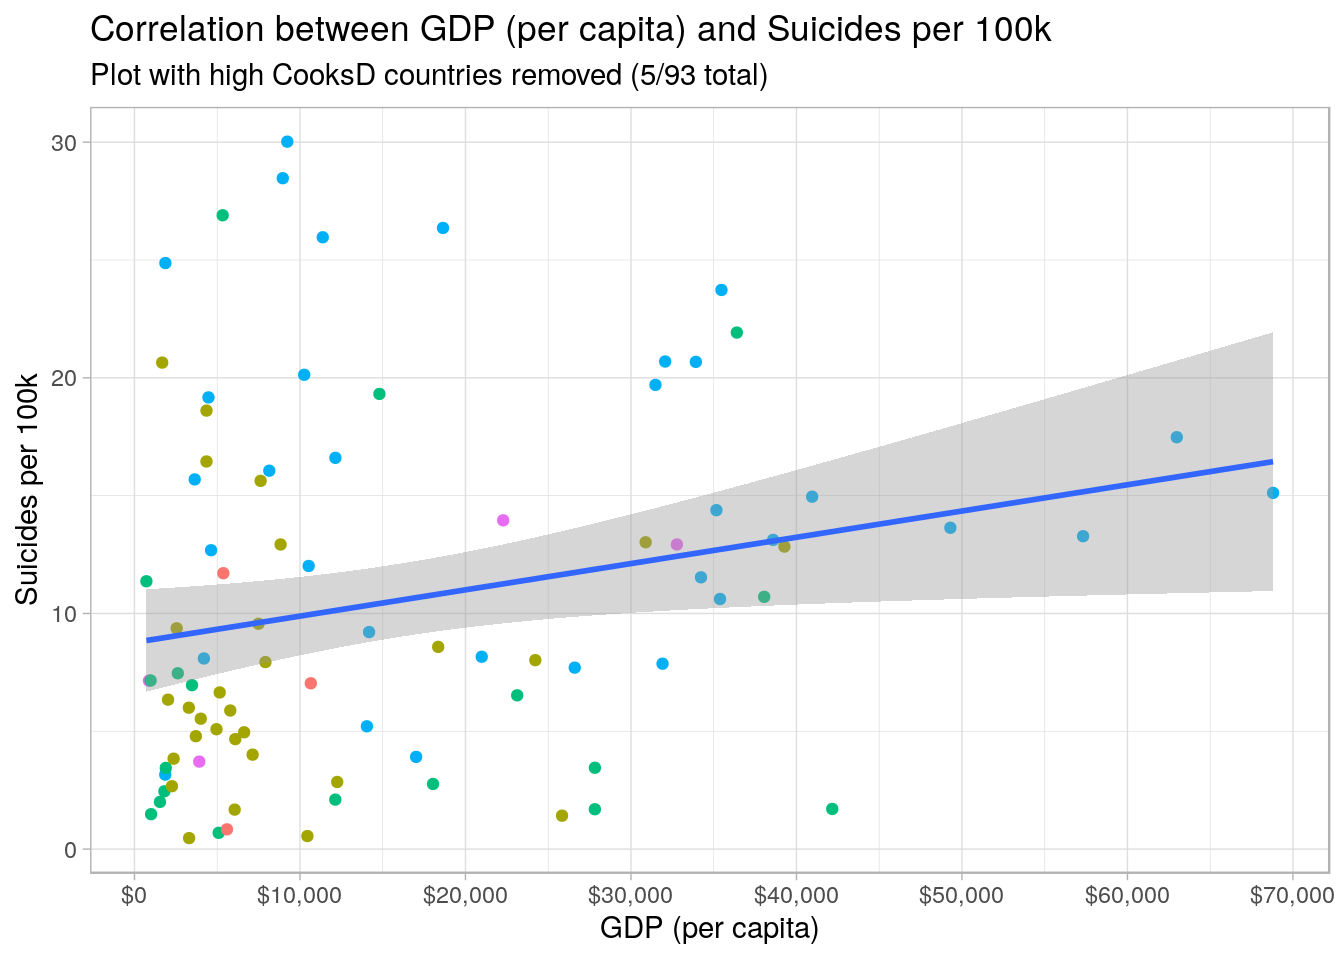 Correlation between GDP (per capita) and Suicides per 100k
Plot with high CooksD countries removed (5/93 total)
Suicides per 100k
30
20
10
0
$0 $10,000 $20,000 $30,000 $40,000 $50,000 $60,000 $70,000
GDP (per capita)